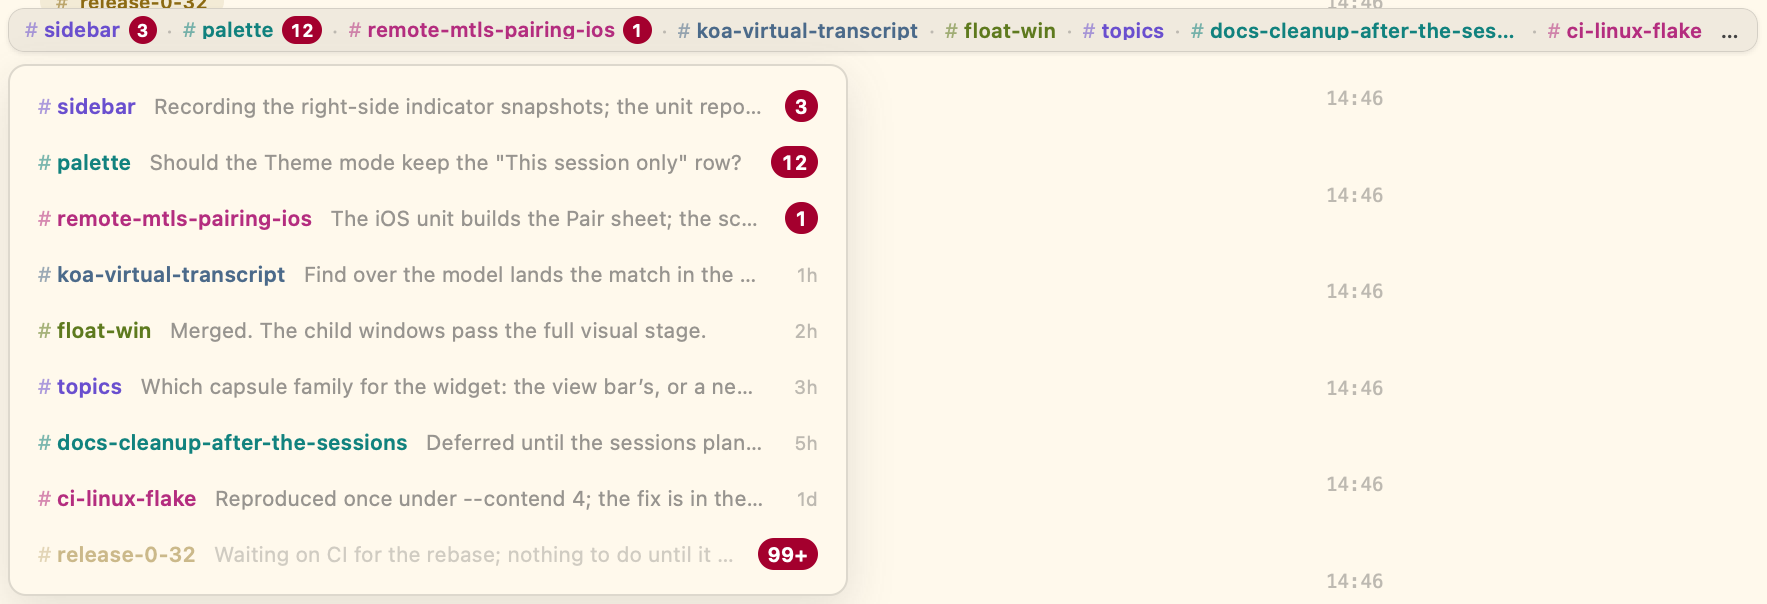 # release-0-32
14:46
# sidebar 3 · # palette 12 · # remote-mtls-pairing-ios 1 · # koa-virtual-transcript · # float-win · # topics · # docs-cleanup-after-the-ses... · # ci-linux-flake ...
# sidebar Recording the right-side indicator snapshots; the unit repo... 3
14:46
# palette Should the Theme mode keep the "This session only" row? 12
14:46
# remote-mtls-pairing-ios The iOS unit builds the Pair sheet; the sc... 1
# koa-virtual-transcript Find over the model lands the match in the ... 1h
14:46
# float-win Merged. The child windows pass the full visual stage. 2h
# topics Which capsule family for the widget: the view bar’s, or a ne... 3h
14:46
# docs-cleanup-after-the-sessions Deferred until the sessions plan... 5h
14:46
# ci-linux-flake Reproduced once under --contend 4; the fix is in the... 1d
# release-0-32 Waiting on CI for the rebase; nothing to do until it ... 99+
14:46